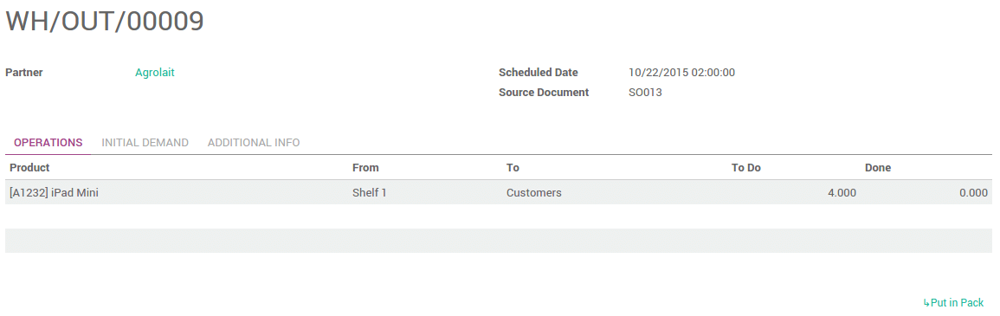 WH/OUT/00009
Partner Agrolait Scheduled Date 10/22/2015 02:00:00
Source Document SO013
OPERATIONS INITIAL DEMAND ADDITIONAL INFO
Product From To To Do Done
[A1232] iPad Mini Shelf 1 Customers 4.000 0.000
↳Put in Pack